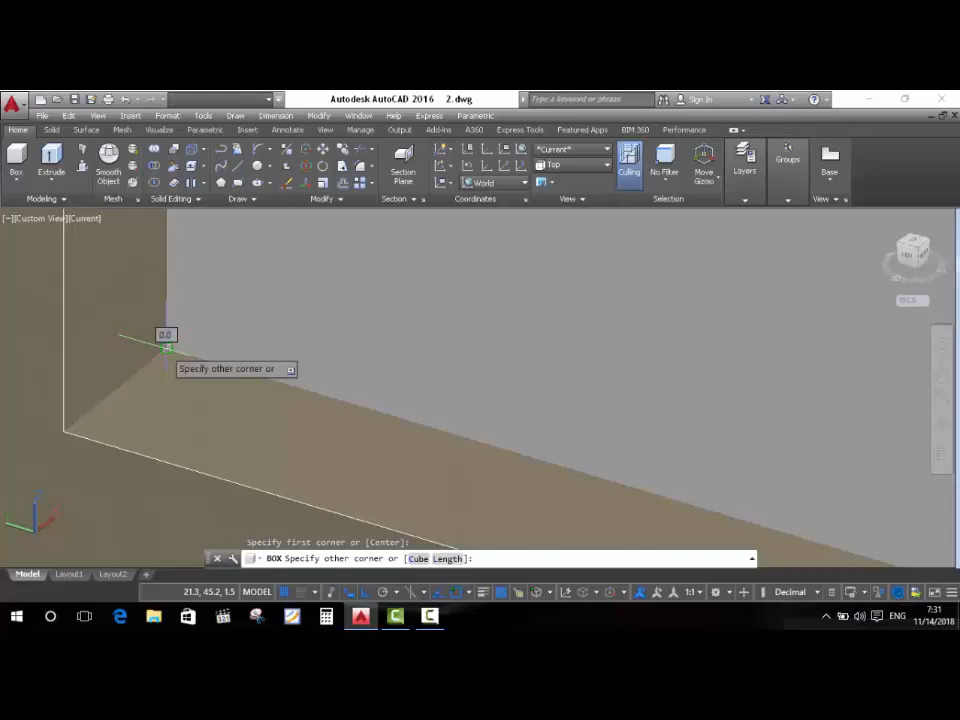 Autodesk AutoCAD 2016 2.dwg
Type a keyword or phrase
Sign In
File Edit View Insert Format Tools Draw Dimension Modify Window Help Express Parametric
Home Solid Surface Mesh Visualize Parametric Insert Annotate View Manage Output Add-ins A360 Express Tools Featured Apps BIM 360 Performance
Box Extrude Smooth Object Section Plane *Current* Top World Culling No Filter Move Gizmo Layers Groups Base
Modeling Mesh Solid Editing Draw Modify Section Coordinates View Selection View
[−][Custom View][Current]
WCS
0.0
Specify other corner or
Specify first corner or [Center]:
BOX Specify other corner or [Cube Length]:
Model Layout1 Layout2 +
21.3, 45.2, 1.5 MODEL 1:1 Decimal
ENG
7:31
11/14/2018